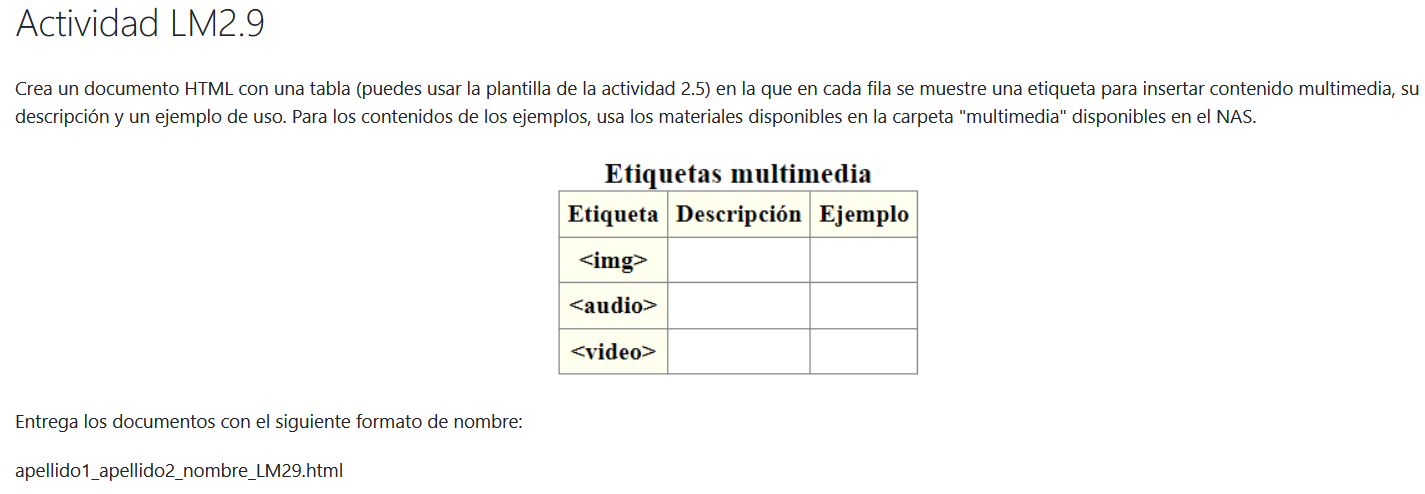 Actividad LM2.9
Crea un documento HTML con una tabla (puedes usar la plantilla de la actividad 2.5) en la que en cada fila se muestre una etiqueta para insertar contenido multimedia, su
descripción y un ejemplo de uso. Para los contenidos de los ejemplos, usa los materiales disponibles en la carpeta "multimedia" disponibles en el NAS.
Etiquetas multimedia
Etiqueta Descripción Ejemplo
<img>
<audio>
<video>
Entrega los documentos con el siguiente formato de nombre:
apellido1_apellido2_nombre_LM29.html